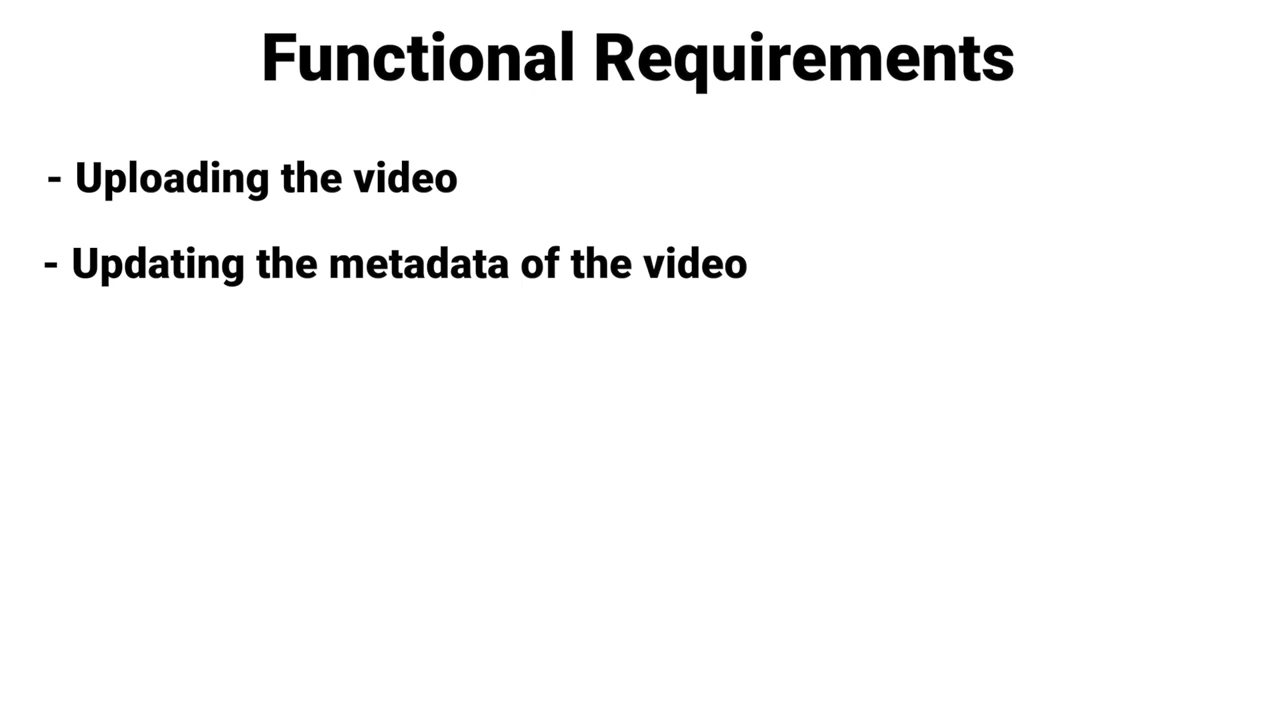 Functional Requirements
- Uploading the video
- Updating the metadata of the video